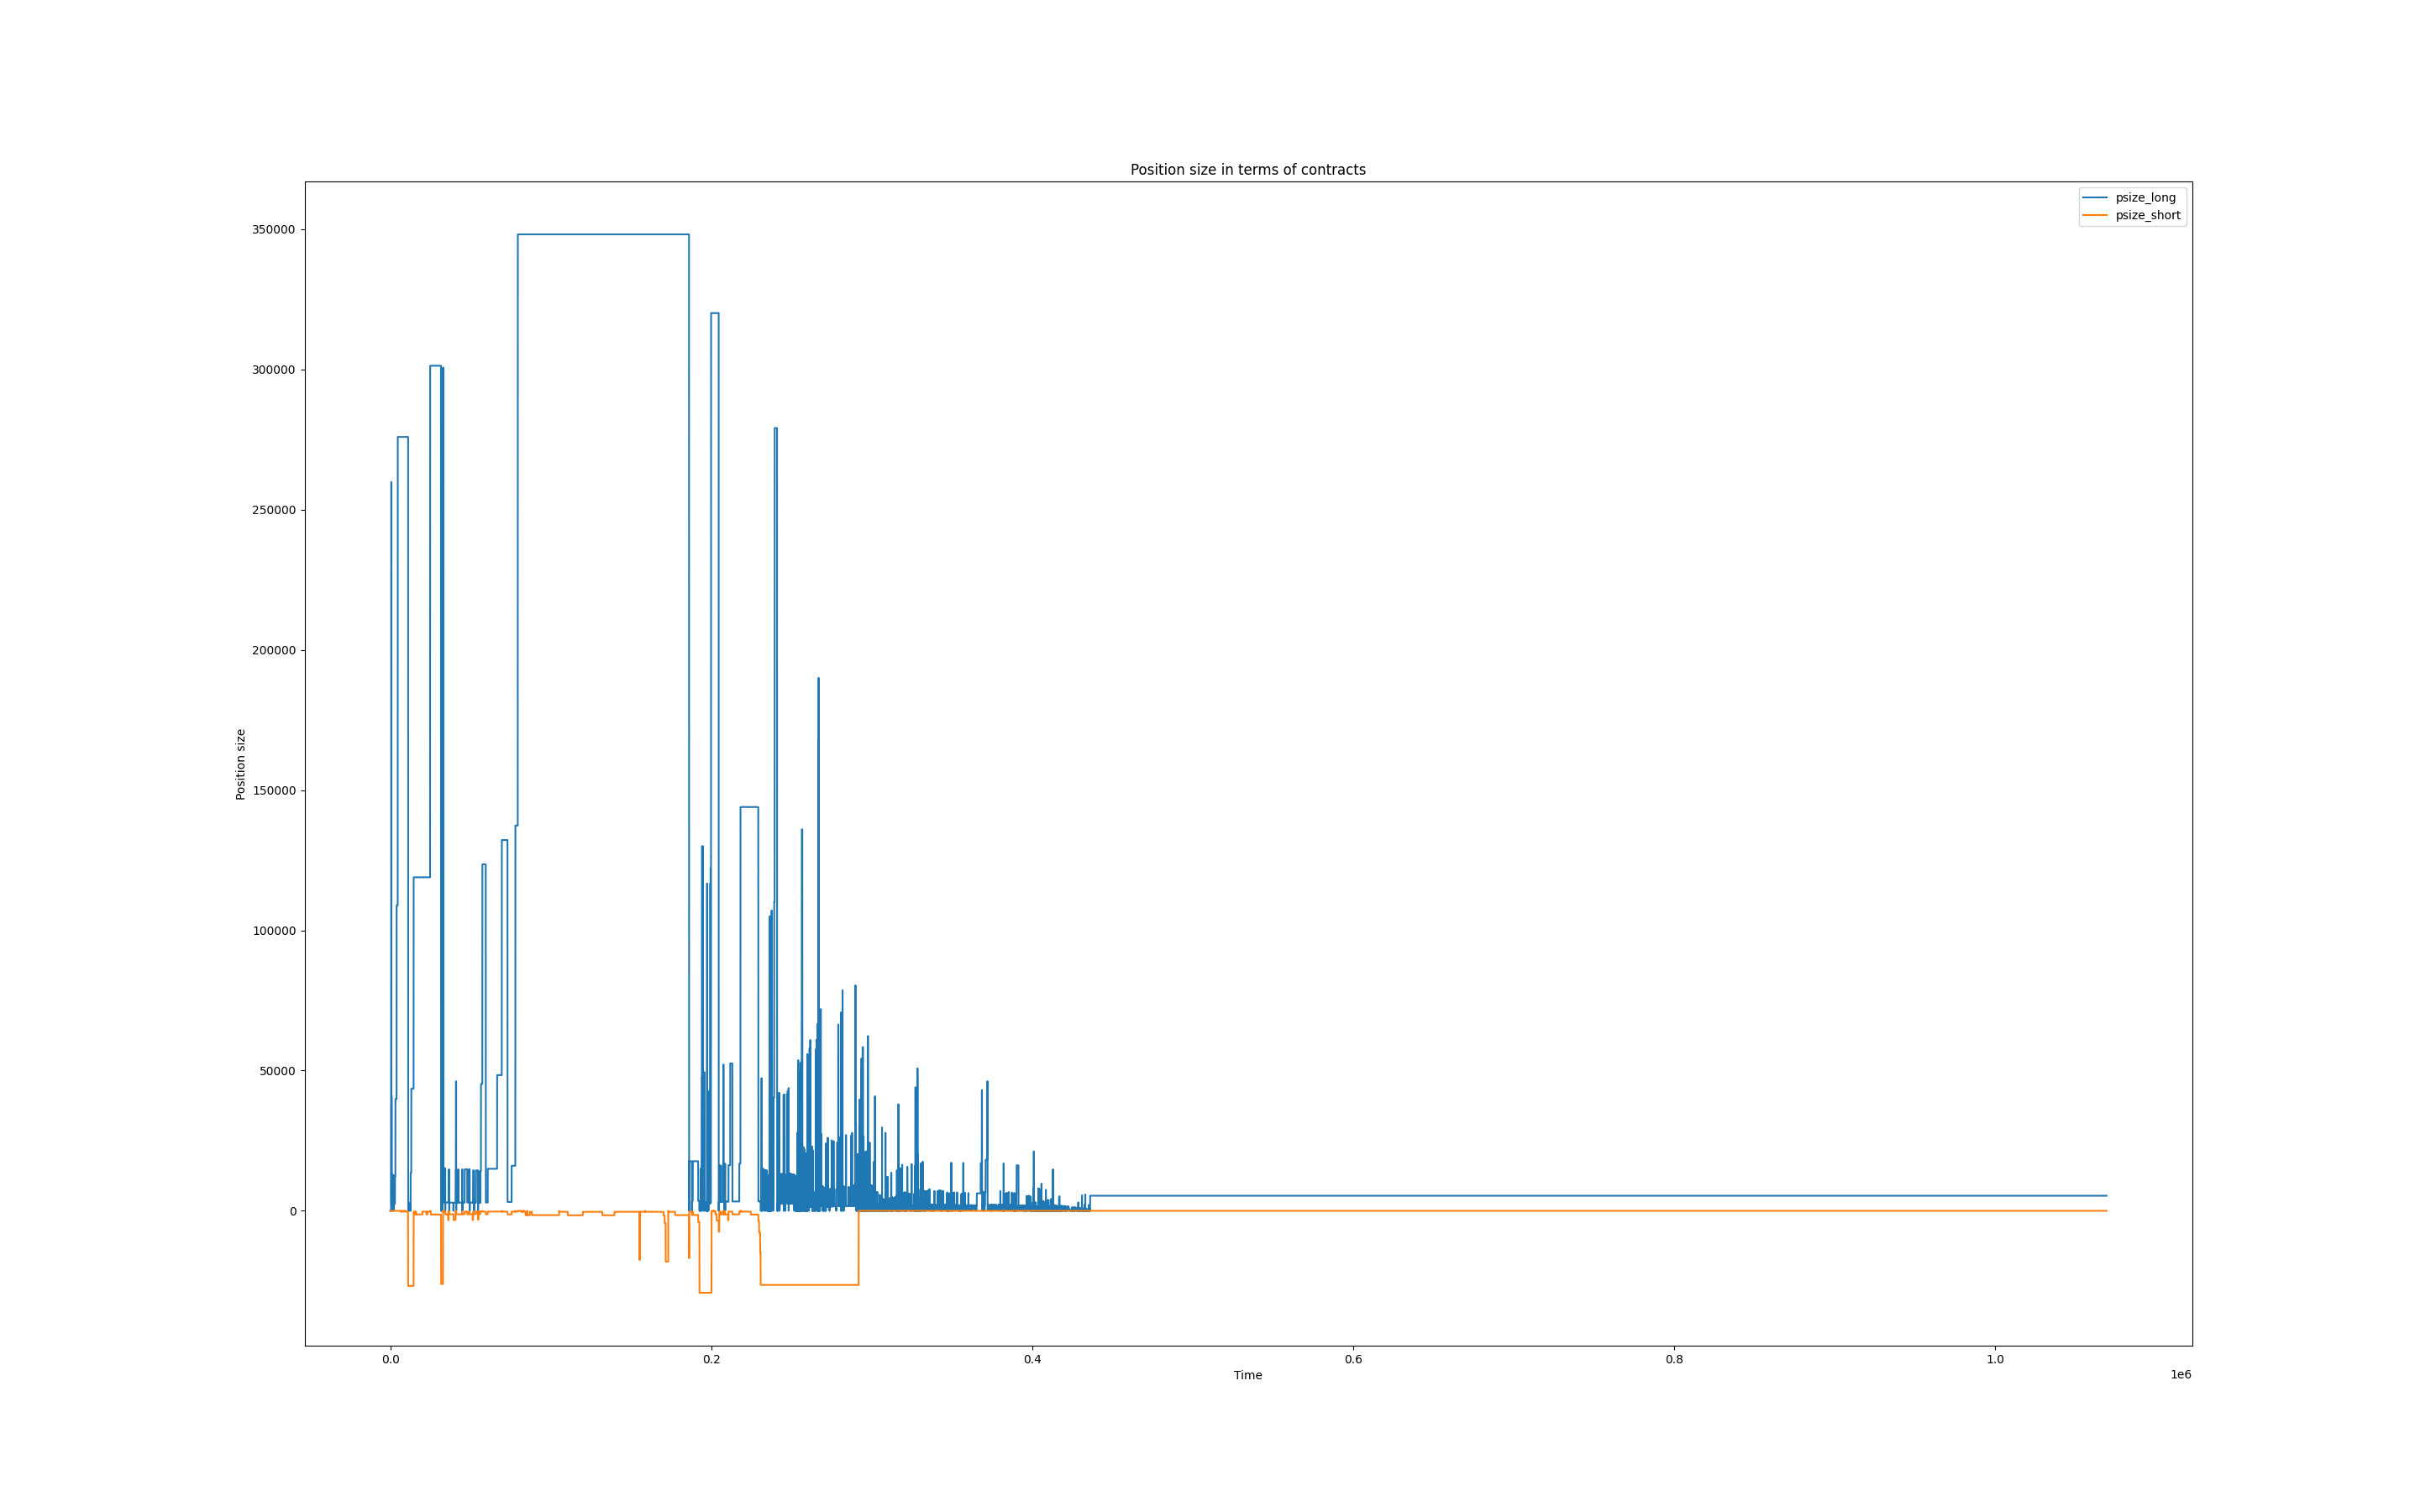 Position size in terms of contracts
psize_long
psize_short
350000
300000
250000
200000
150000
100000
50000
0
Position size
0.0
0.2
0.4
0.6
0.8
1.0
Time
1e6